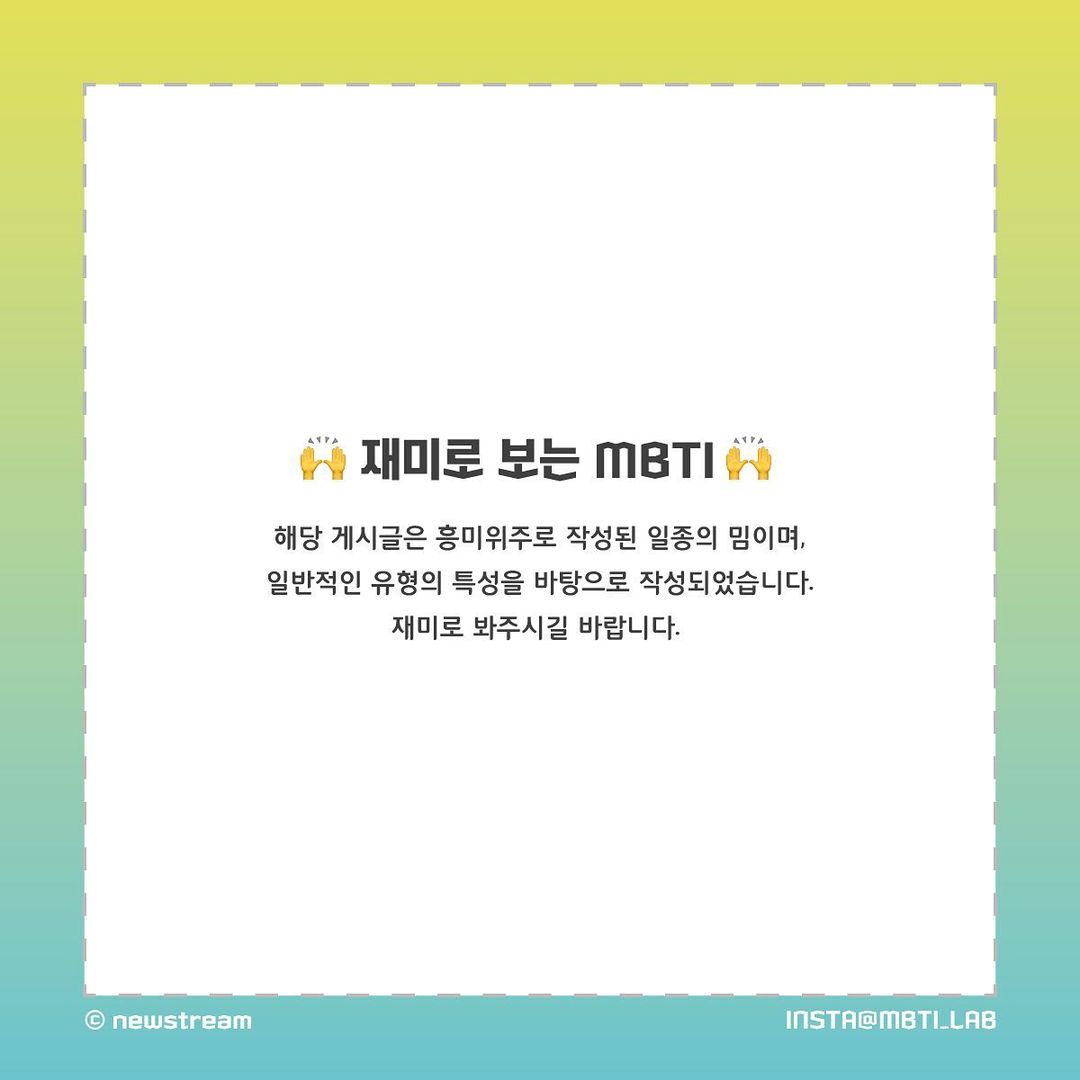 🙌 재미로 보는 MBTI 🙌
해당 게시글은 흥미위주로 작성된 일종의 밈이며,
일반적인 유형의 특성을 바탕으로 작성되었습니다.
재미로 봐주시길 바랍니다.
© newstream
INSTA@MBTI_LAB